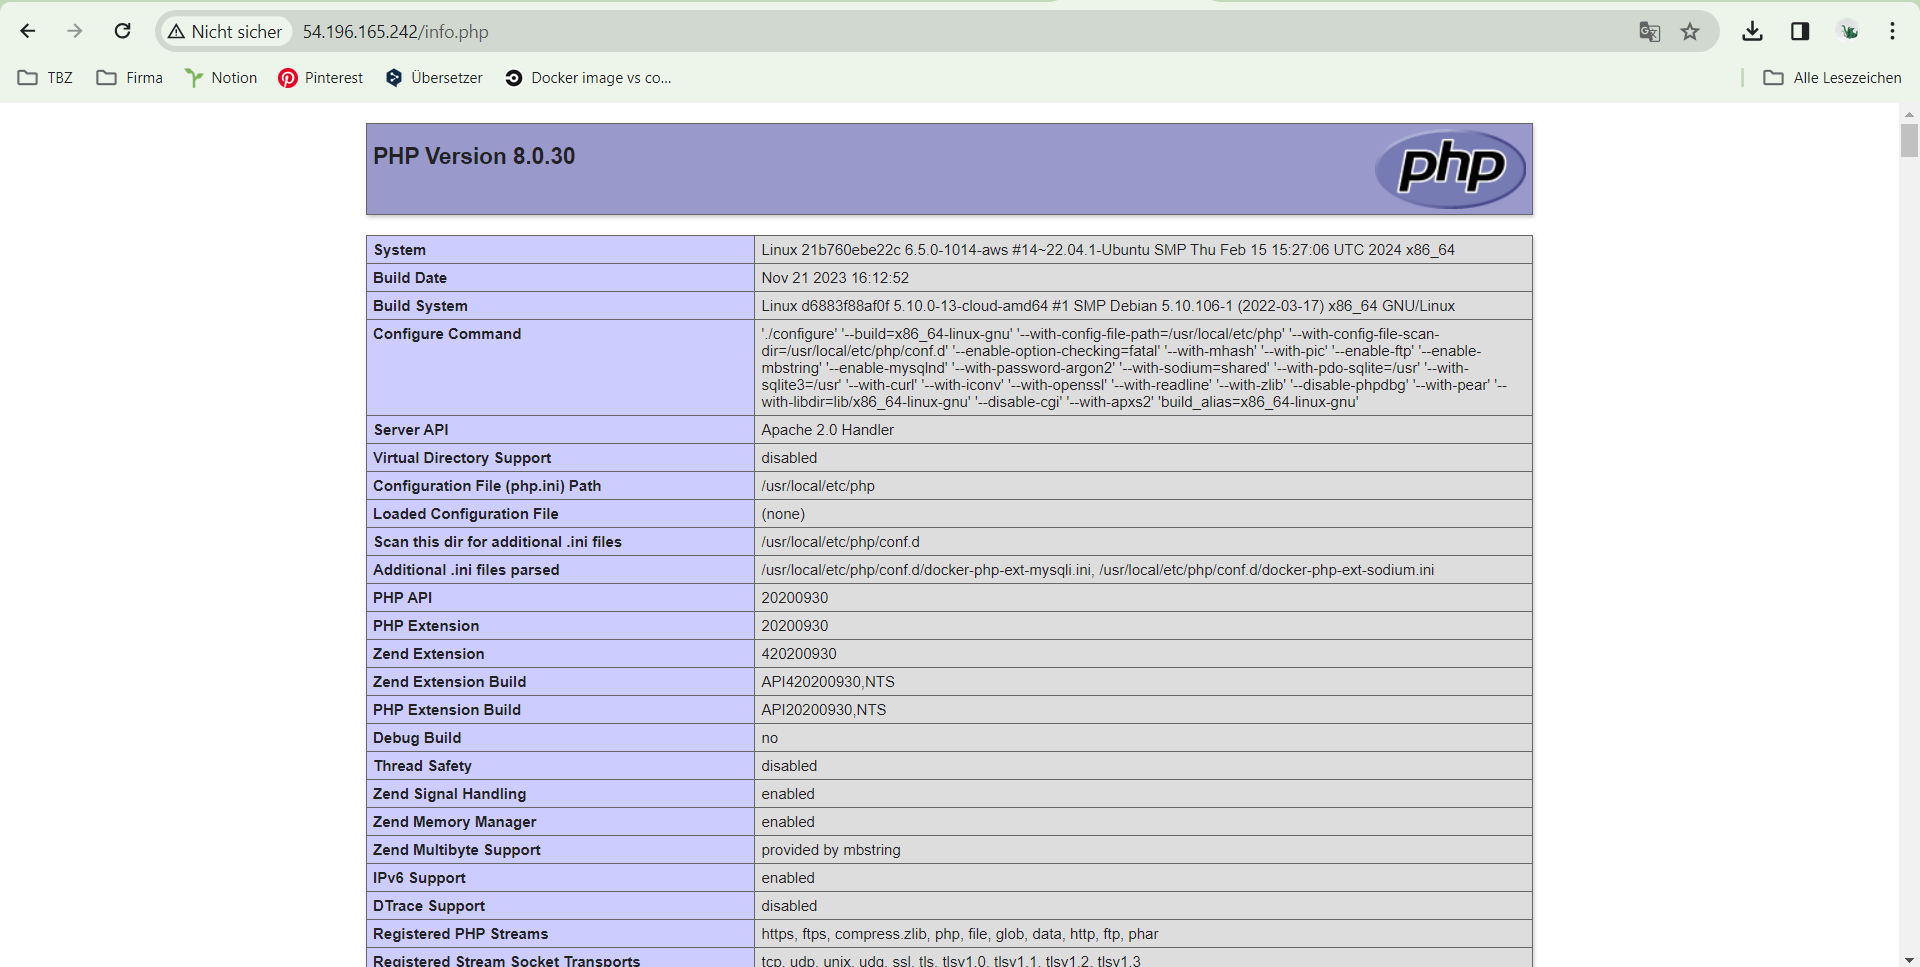 Nicht sicher 54.196.165.242/info.php
TBZ Firma Notion Pinterest Übersetzer Docker image vs co... Alle Lesezeichen
PHP Version 8.0.30
php
System Linux 21b760ebe22c 6.5.0-1014-aws #14~22.04.1-Ubuntu SMP Thu Feb 15 15:27:06 UTC 2024 x86_64
Build Date Nov 21 2023 16:12:52
Build System Linux d6883f88af0f 5.10.0-13-cloud-amd64 #1 SMP Debian 5.10.106-1 (2022-03-17) x86_64 GNU/Linux
Configure Command './configure' '--build=x86_64-linux-gnu' '--with-config-file-path=/usr/local/etc/php' '--with-config-file-scan-
dir=/usr/local/etc/php/conf.d' '--enable-option-checking=fatal' '--with-mhash' '--with-pic' '--enable-ftp' '--enable-
mbstring' '--enable-mysqlnd' '--with-password-argon2' '--with-sodium=shared' '--with-pdo-sqlite=/usr' '--with-
sqlite3=/usr' '--with-curl' '--with-iconv' '--with-openssl' '--with-readline' '--with-zlib' '--disable-phpdbg' '--with-pear' '--
with-libdir=lib/x86_64-linux-gnu' '--disable-cgi' '--with-apxs2' 'build_alias=x86_64-linux-gnu'
Server API Apache 2.0 Handler
Virtual Directory Support disabled
Configuration File (php.ini) Path /usr/local/etc/php
Loaded Configuration File (none)
Scan this dir for additional .ini files /usr/local/etc/php/conf.d
Additional .ini files parsed /usr/local/etc/php/conf.d/docker-php-ext-mysqli.ini, /usr/local/etc/php/conf.d/docker-php-ext-sodium.ini
PHP API 20200930
PHP Extension 20200930
Zend Extension 420200930
Zend Extension Build API420200930,NTS
PHP Extension Build API20200930,NTS
Debug Build no
Thread Safety disabled
Zend Signal Handling enabled
Zend Memory Manager enabled
Zend Multibyte Support provided by mbstring
IPv6 Support enabled
DTrace Support disabled
Registered PHP Streams https, ftps, compress.zlib, php, file, glob, data, http, ftp, phar
Registered Stream Socket Transports tcp, udp, unix, udg, ssl, tls, tlsv1.0, tlsv1.1, tlsv1.2, tlsv1.3